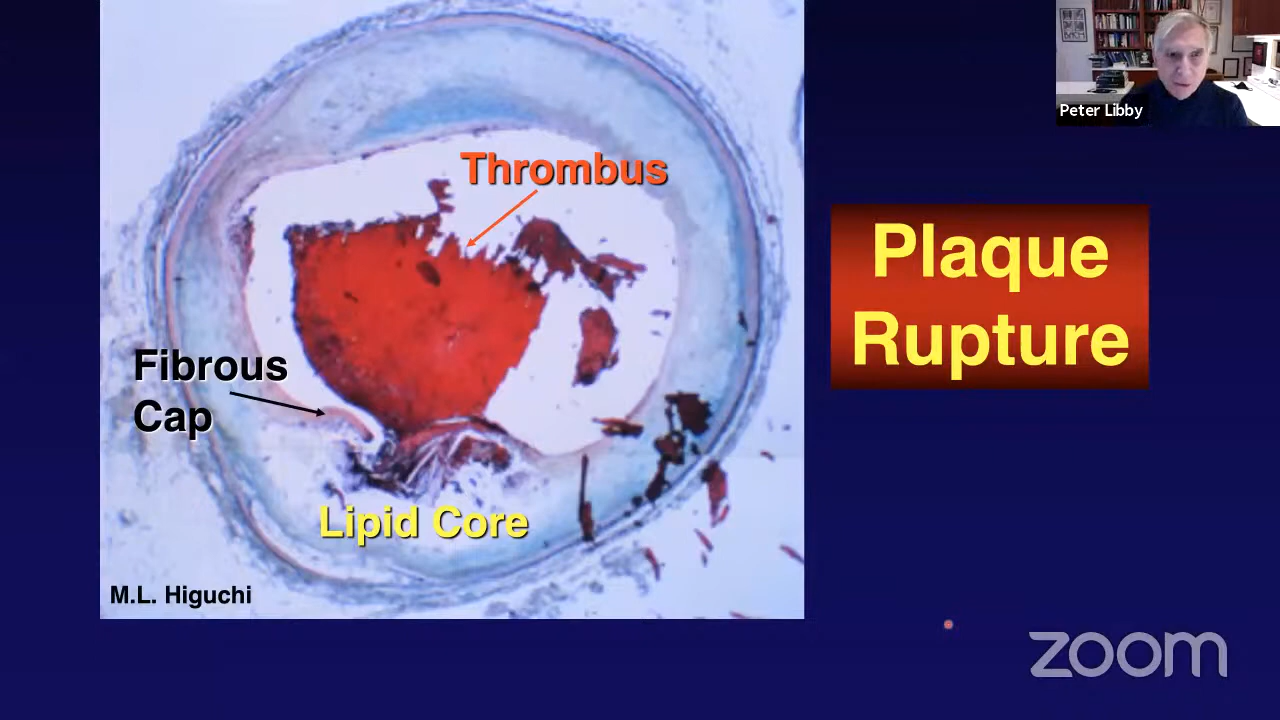 Thrombus
Fibrous
Cap
Lipid Core
M.L. Higuchi
Plaque
Rupture
Peter Libby
zoom